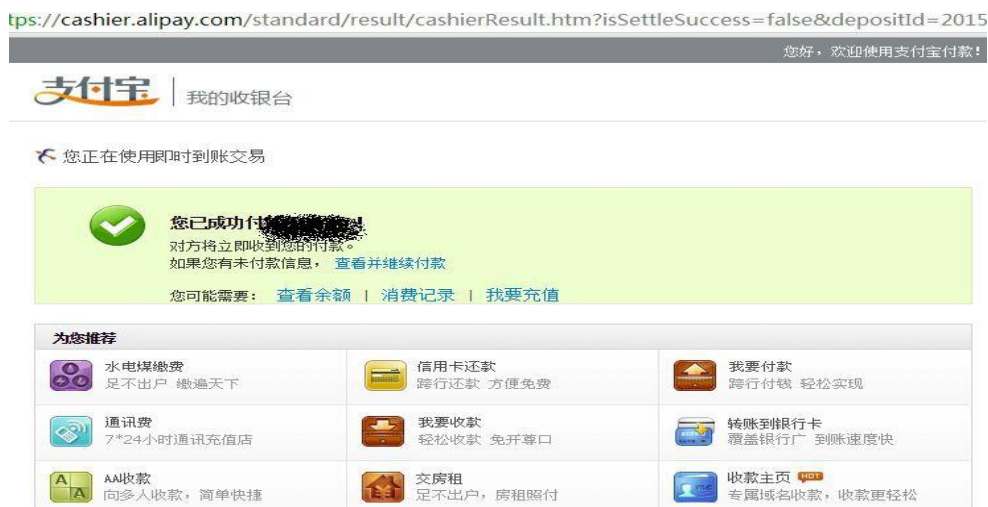 tps://cashier.alipay.com/standard/result/cashierResult.htm?isSettleSuccess=false&depositId=2015
您好，欢迎使用支付宝付款！
支付宝 我的收银台
您正在使用即时到账交易
您已成功付
对方将立即收到您的付款。
如果您有未付款信息， 查看并继续付款
您可能需要： 查看余额 | 消费记录 | 我要充值
为您推荐
水电煤缴费 信用卡还款 我要付款
足不出户 缴遍天下 跨行还款 方便免费 跨行付钱 轻松实现
通讯费 我要收款 转账到银行卡
7*24小时通讯充值店 轻松收款 免开尊口 覆盖银行广 到账速度快
AA收款 交房租 收款主页 HOT
向多人收款，简单快捷 足不出户，房租照付 专属域名收款，收款更轻松